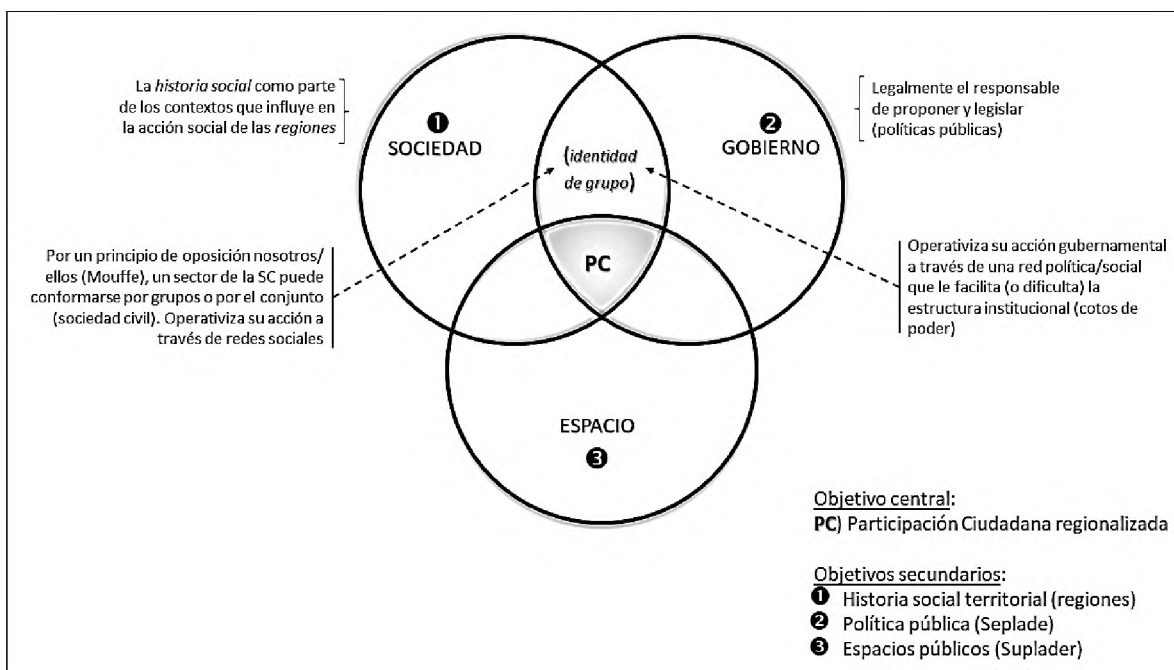 La historia social como parte
de los contextos que influye en
la acción social de las regiones
❶
SOCIEDAD
(identidad
de grupo)
❷
GOBIERNO
Legalmente el responsable
de proponer y legislar
(políticas públicas)
Por un principio de oposición nosotros/
ellos (Mouffe), un sector de la SC puede
conformarse por grupos o por el conjunto
(sociedad civil). Operativiza su acción a
través de redes sociales
PC
Operativiza su acción gubernamental
a través de una red política/social
que le facilita (o dificulta) la
estructura institucional (cotos de
poder)
ESPACIO
❸
Objetivo central:
PC) Participación Ciudadana regionalizada
Objetivos secundarios:
❶ Historia social territorial (regiones)
❷ Política pública (Seplade)
❸ Espacios públicos (Suplader)